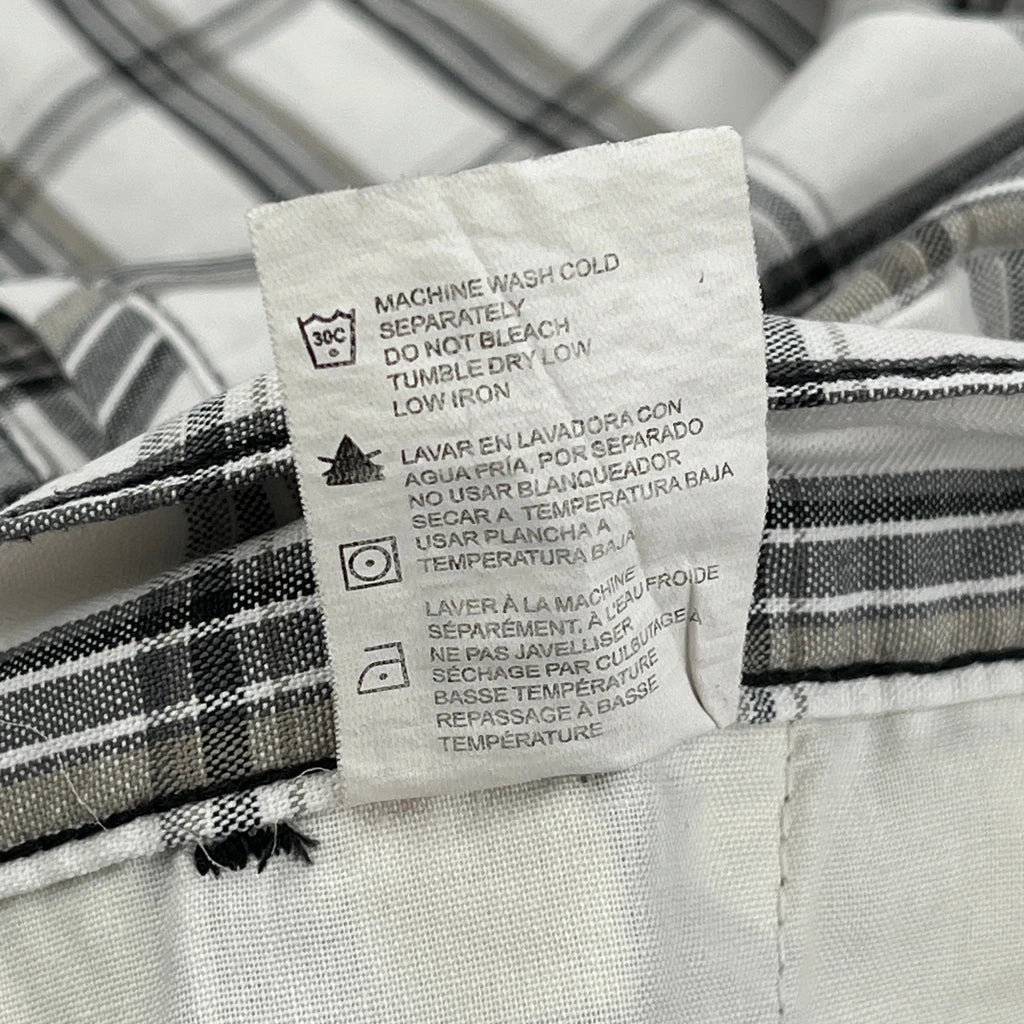 30C
MACHINE WASH COLD
SEPARATELY
DO NOT BLEACH
TUMBLE DRY LOW
LOW IRON
LAVAR EN LAVADORA CON
AGUA FRÍA, POR SEPARADO
NO USAR BLANQUEADOR
SECAR A TEMPERATURA BAJA
USAR PLANCHA A
TEMPERATURA BAJA
LAVER À LA MACHINE
SÉPARÉMENT, À L'EAU FROIDE
NE PAS JAVELLISER
SÉCHAGE PAR CULBUTAGE À
BASSE TEMPÉRATURE
REPASSAGE À BASSE
TEMPÉRATURE